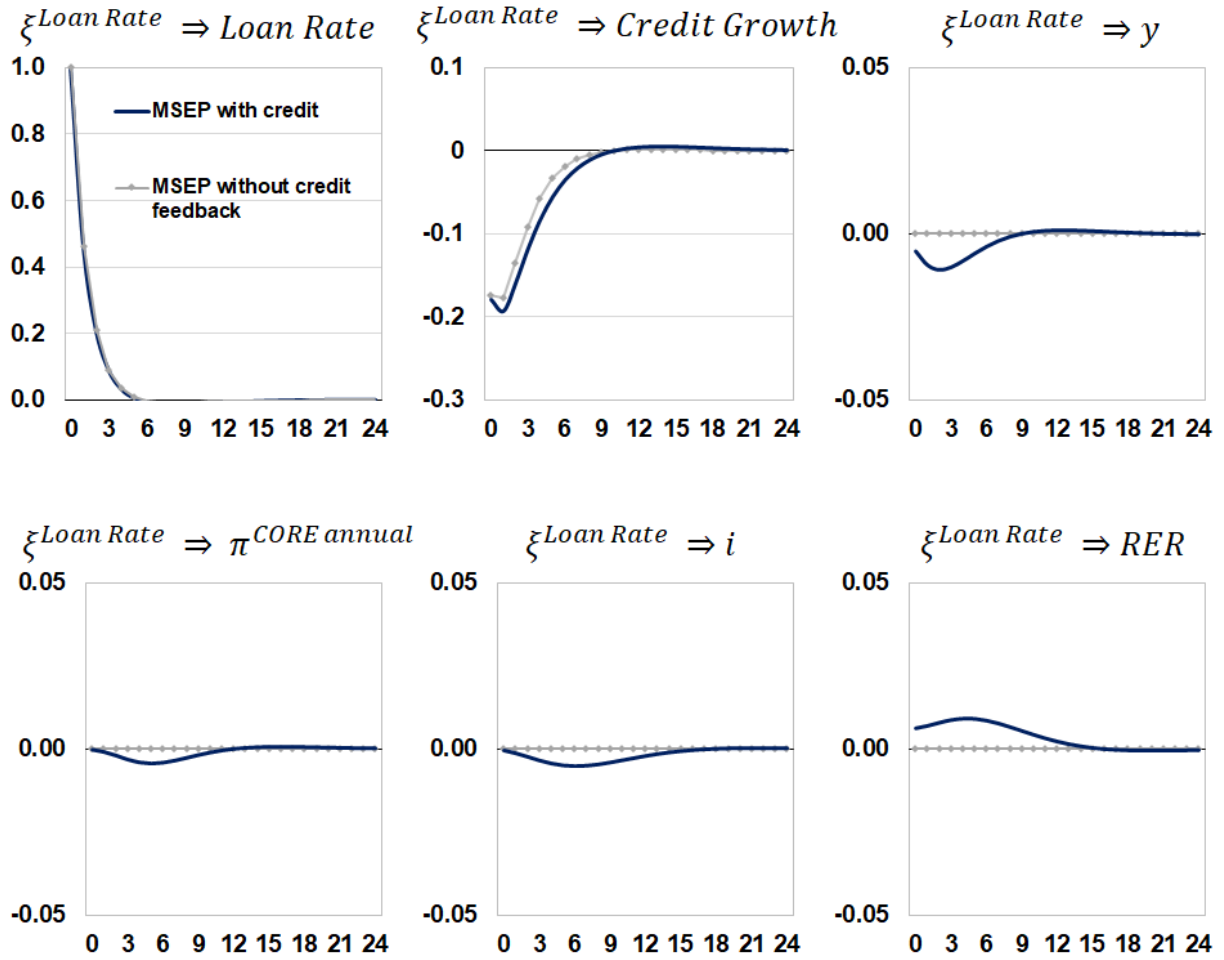 ξ^Loan Rate ⇒ Loan Rate
ξ^Loan Rate ⇒ Credit Growth
ξ^Loan Rate ⇒ y
1.0
0.8
0.6
0.4
0.2
0.0
MSEP with credit
MSEP without credit
feedback
0 3 6 9 12 15 18 21 24
0.1
0
-0.1
-0.2
-0.3
0 3 6 9 12 15 18 21 24
0.05
0.00
-0.05
0 3 6 9 12 15 18 21 24
ξ^Loan Rate ⇒ π^CORE annual
ξ^Loan Rate ⇒ i
ξ^Loan Rate ⇒ RER
0.05
0.00
-0.05
0 3 6 9 12 15 18 21 24
0.05
0.00
-0.05
0 3 6 9 12 15 18 21 24
0.05
0.00
-0.05
0 3 6 9 12 15 18 21 24